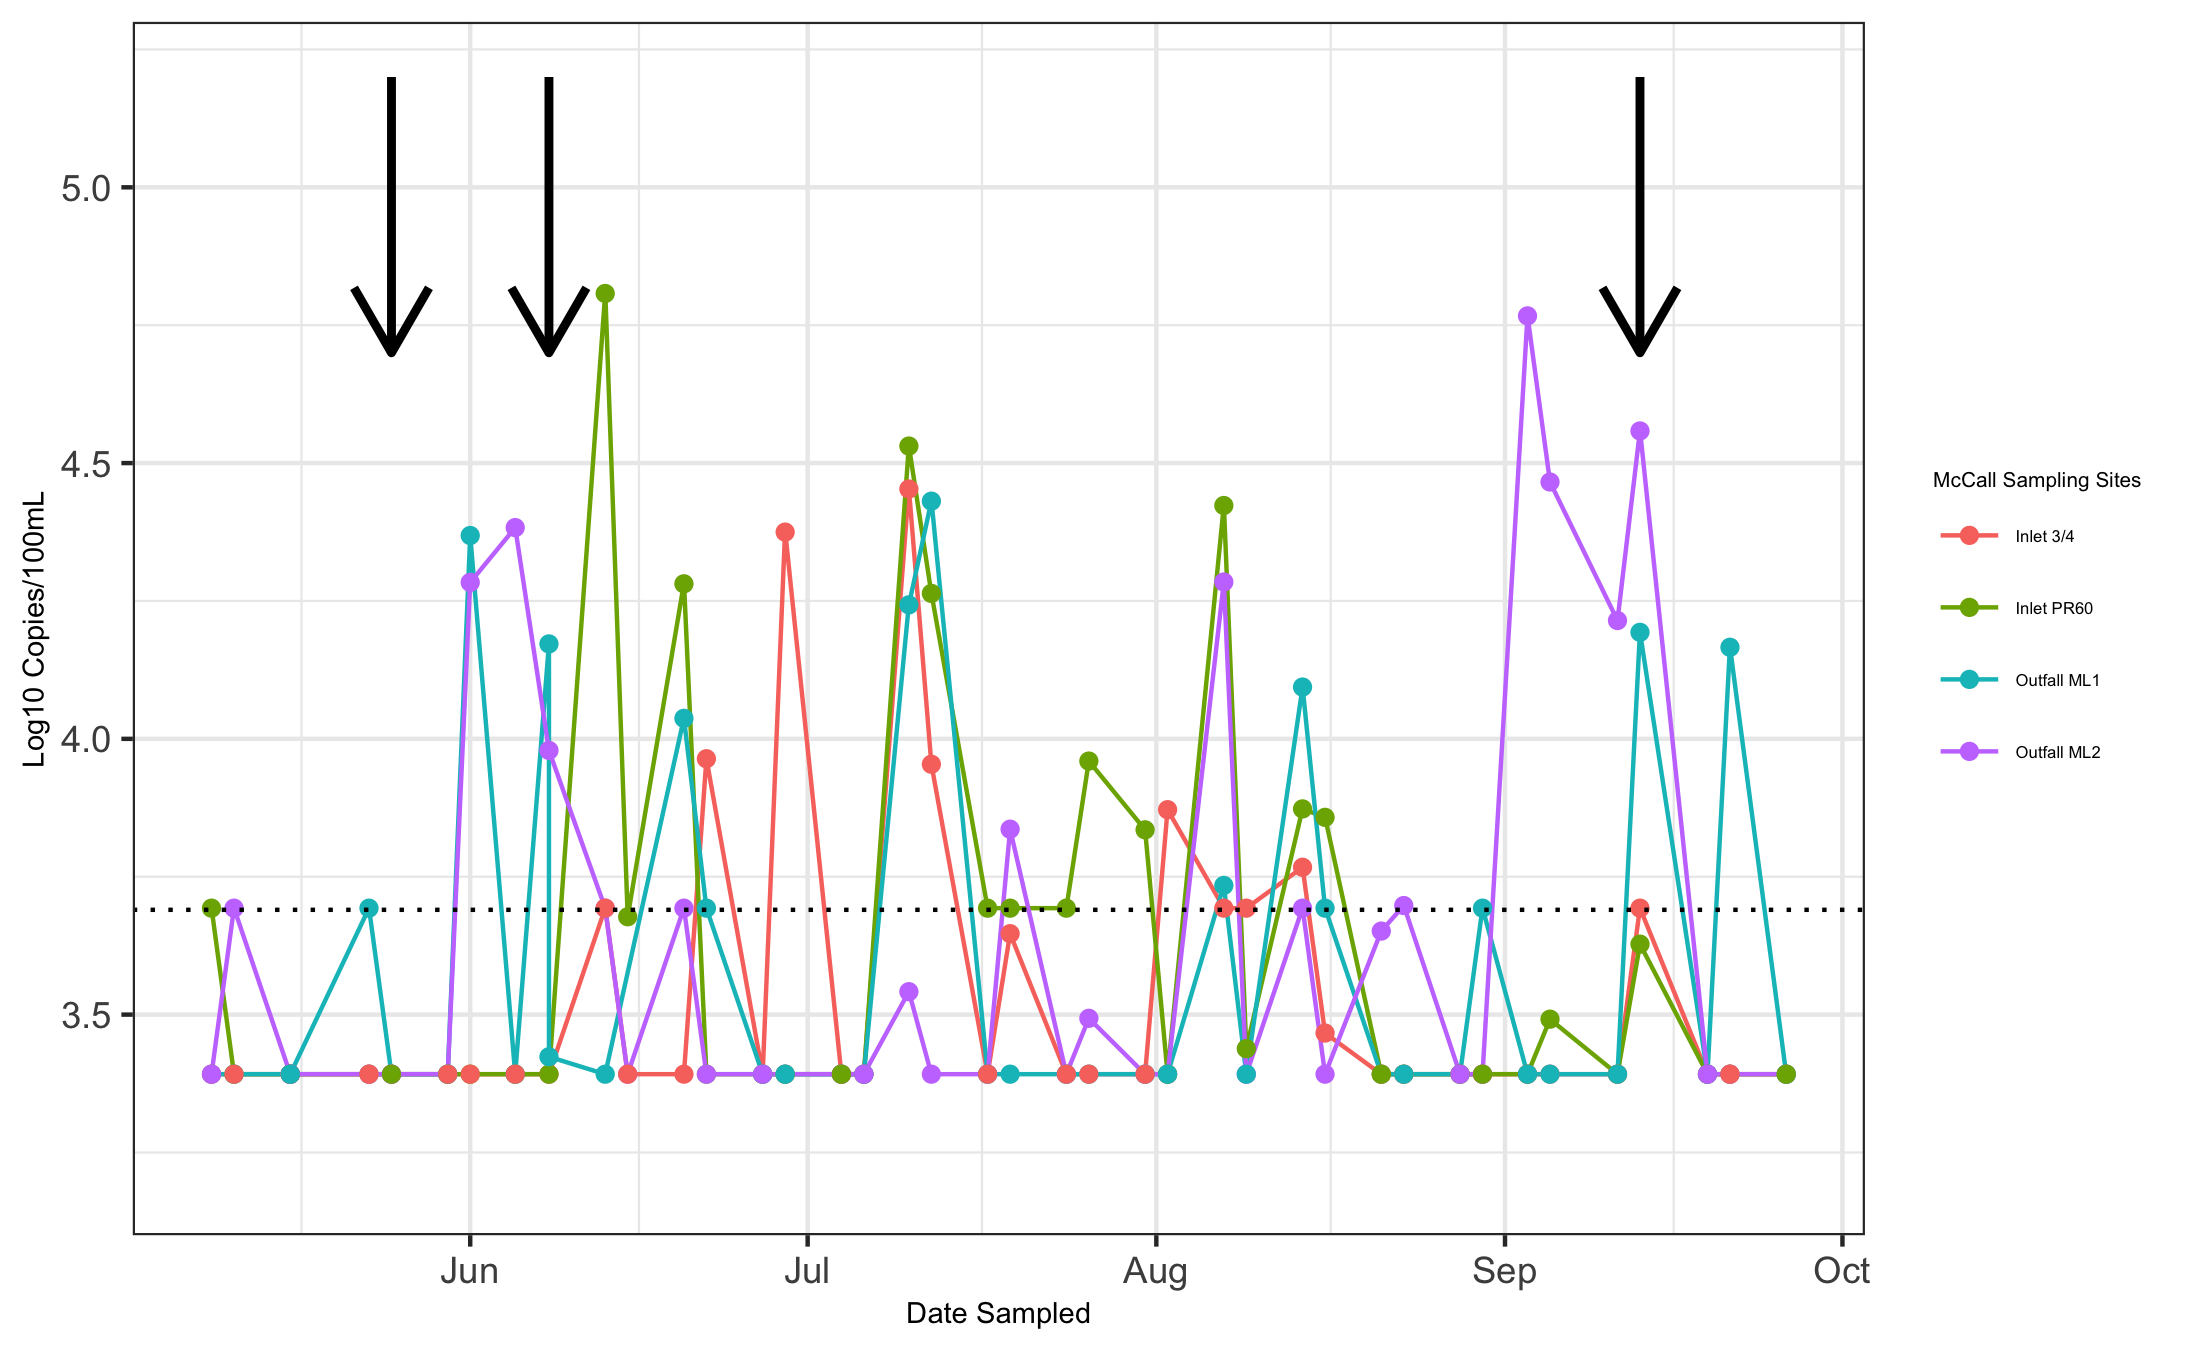 5.0
4.5
4.0
3.5
Log10 Copies/100mL
Jun Jul Aug Sep Oct
Date Sampled
McCall Sampling Sites
Inlet 3/4
Inlet PR60
Outfall ML1
Outfall ML2